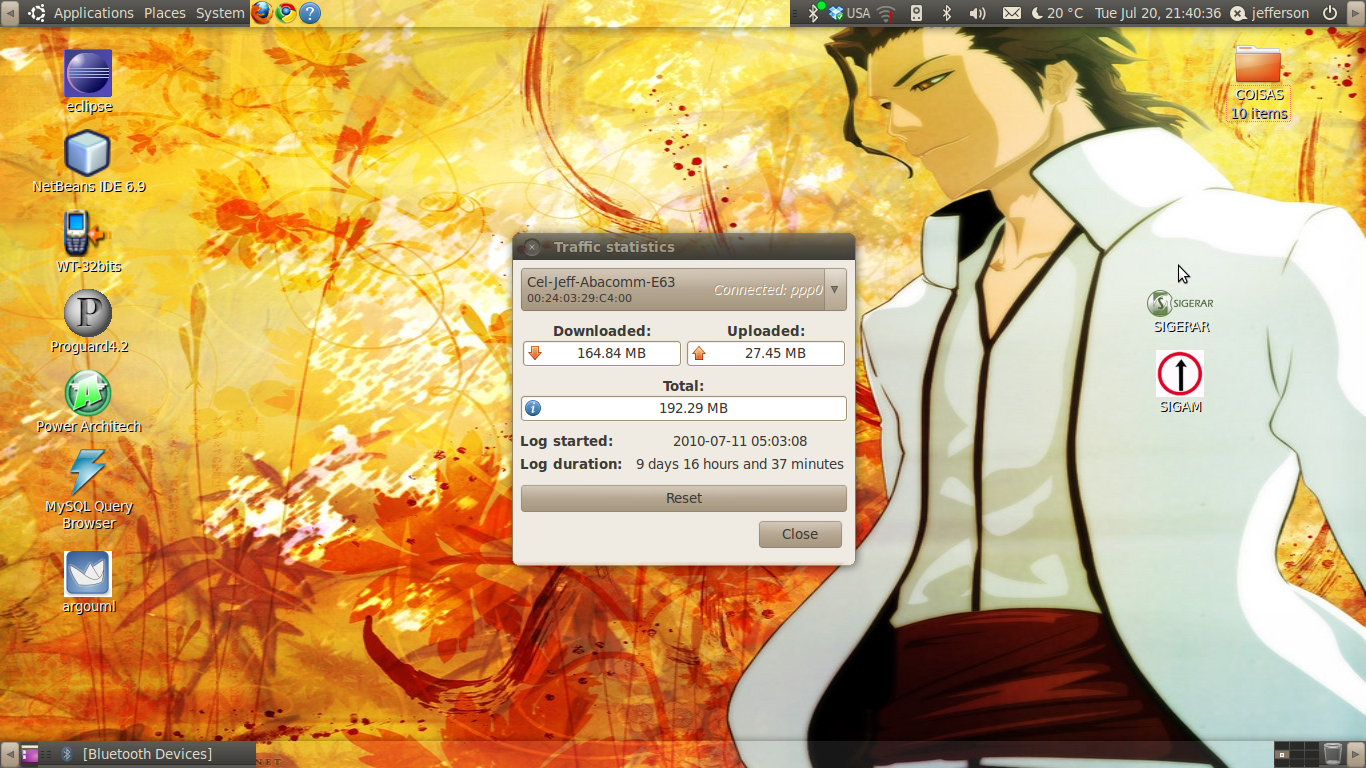 Applications Places System
USA
20 °C
Tue Jul 20, 21:40:36
jefferson
eclipse
NetBeans IDE 6.9
WT-32bits
P
Proguard4.2
A
Power Architech
MySQL Query
Browser
argouml
COISAS
10 items
S SIGERAR
SIGERAR
SIGAM
Traffic statistics
Cel-Jeff-Abacomm-E63
00:24:03:29:C4:00
Connected: ppp0
Downloaded: Uploaded:
164.84 MB 27.45 MB
Total:
192.29 MB
Log started: 2010-07-11 05:03:08
Log duration: 9 days 16 hours and 37 minutes
Reset
Close
[Bluetooth Devices]
NET